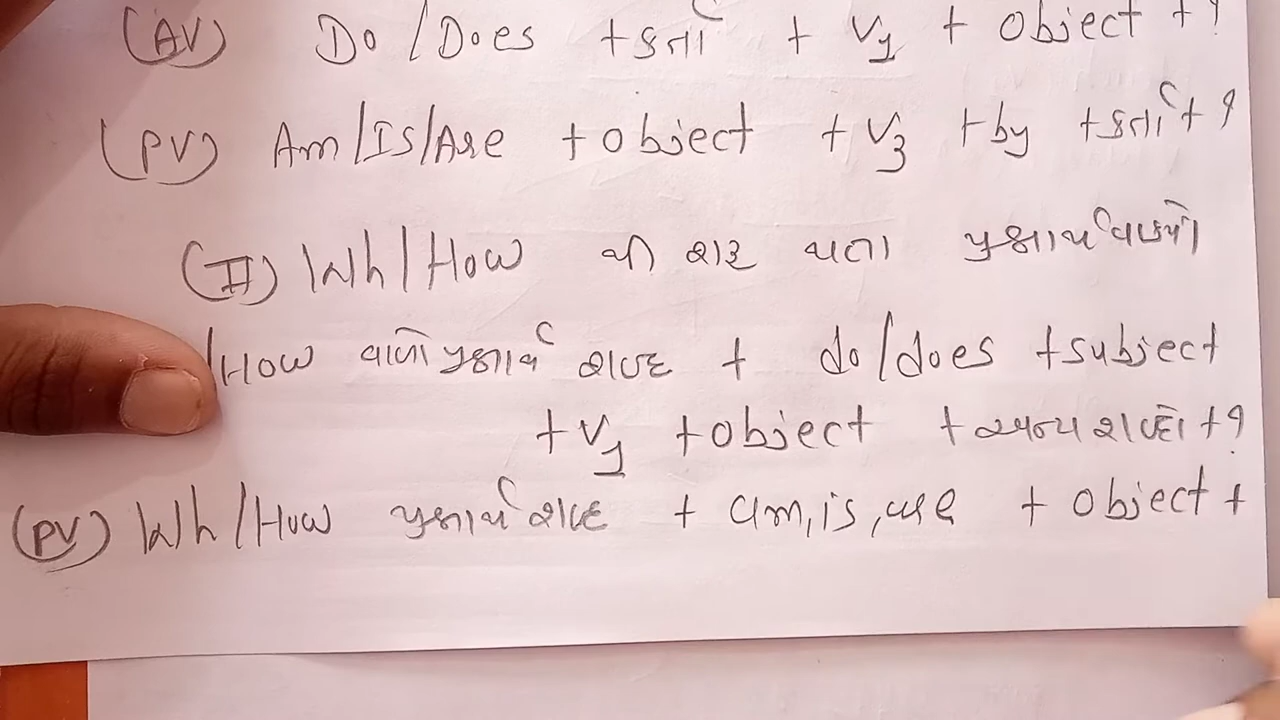 (AV) Do/Does +કર્તા + V1 + object +?
(PV) Am/Is/Are +object +V3 +by +કર્તા+?
(II) Wh/How થી શરૂ થતા પ્રશ્નાર્થવાક્યો
/How વાળો પ્રશ્નાર્થ શબ્દ + do/does +subject
+V1 +object +અન્ય શબ્દો+?
(PV) Wh/How પ્રશ્નાર્થ શબ્દ + am,is,are + object +